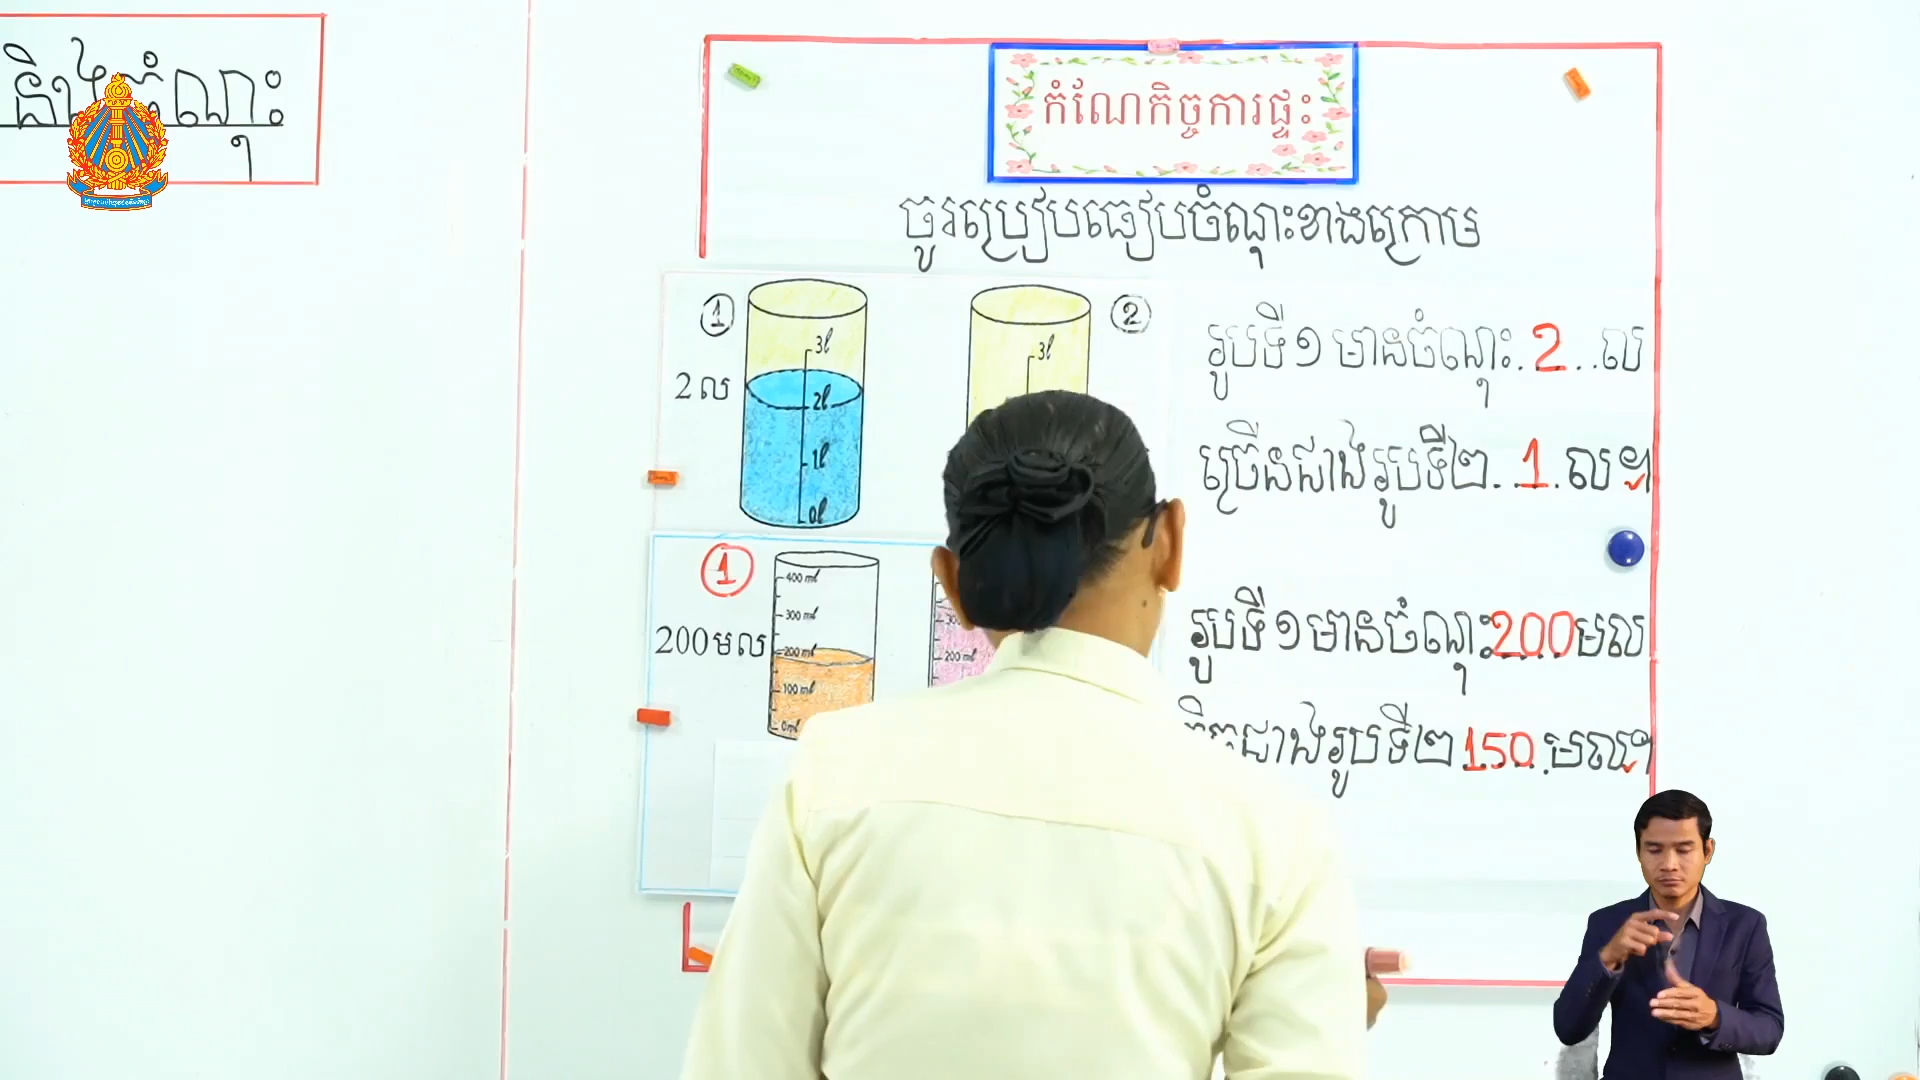 និងចំណុះ
កំណែកិច្ចការផ្ទះ
ចូរប្រៀបធៀបចំណុះខាងក្រោម
1
3l
2l
1l
0l
2 ល
2
3l
រូបទី១ មានចំណុះ..2...ល
ច្រើនជាងរូបទី២...1..ល។
1
400 ml
300 ml
200 ml
100 ml
0ml
200មល
200 ml
រូបទី១មានចំណុះ200មល
ជាងរូបទី២ 150.មល។